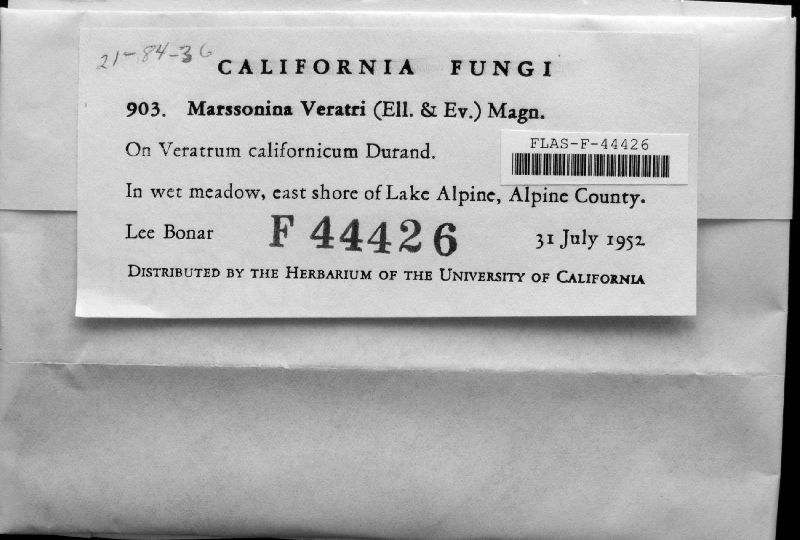 21-84-36
CALIFORNIA FUNGI
903. Marssonina Veratri (Ell. & Ev.) Magn.
On Veratrum californicum Durand.
FLAS-F-44426
In wet meadow, east shore of Lake Alpine, Alpine County.
Lee Bonar F 44426 31 July 1952
DISTRIBUTED BY THE HERBARIUM OF THE UNIVERSITY OF CALIFORNIA